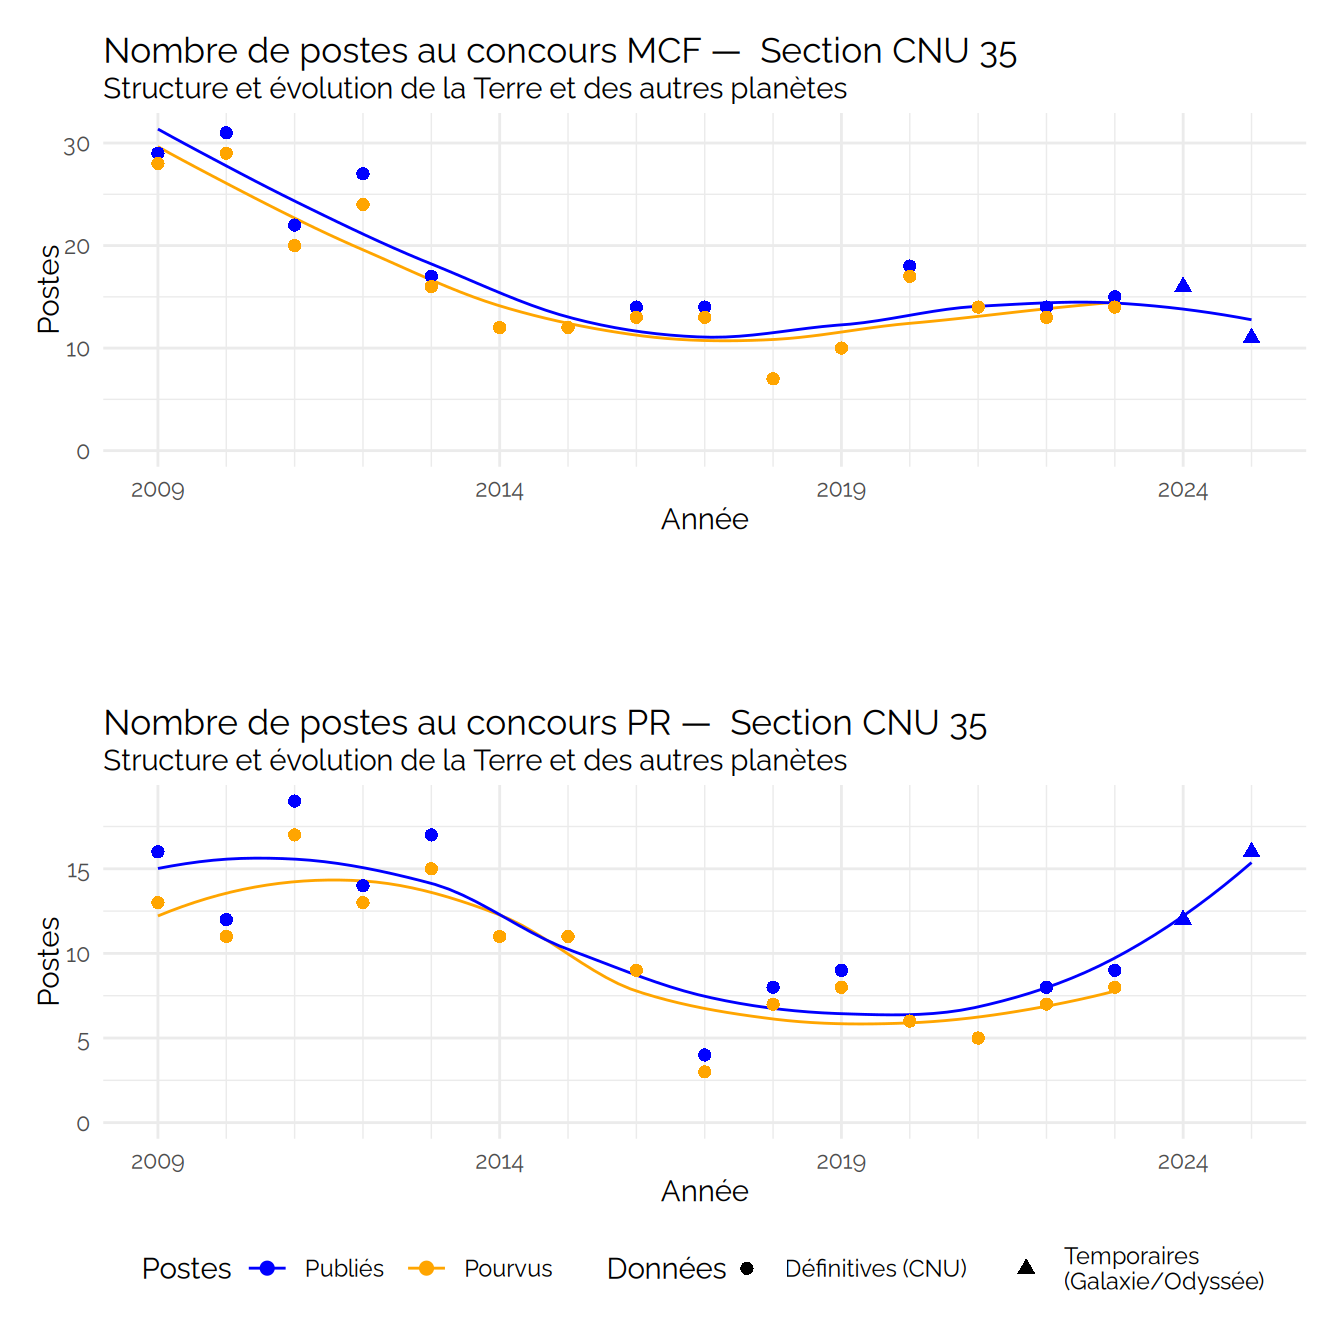 Nombre de postes au concours MCF —  Section CNU 35
Structure et évolution de la Terre et des autres planètes
30
20
10
0
Postes
2009 2014 2019 2024
Année
Nombre de postes au concours PR —  Section CNU 35
Structure et évolution de la Terre et des autres planètes
15
10
5
0
Postes
2009 2014 2019 2024
Année
Postes Publiés Pourvus Données Définitives (CNU) Temporaires
(Galaxie/Odyssée)